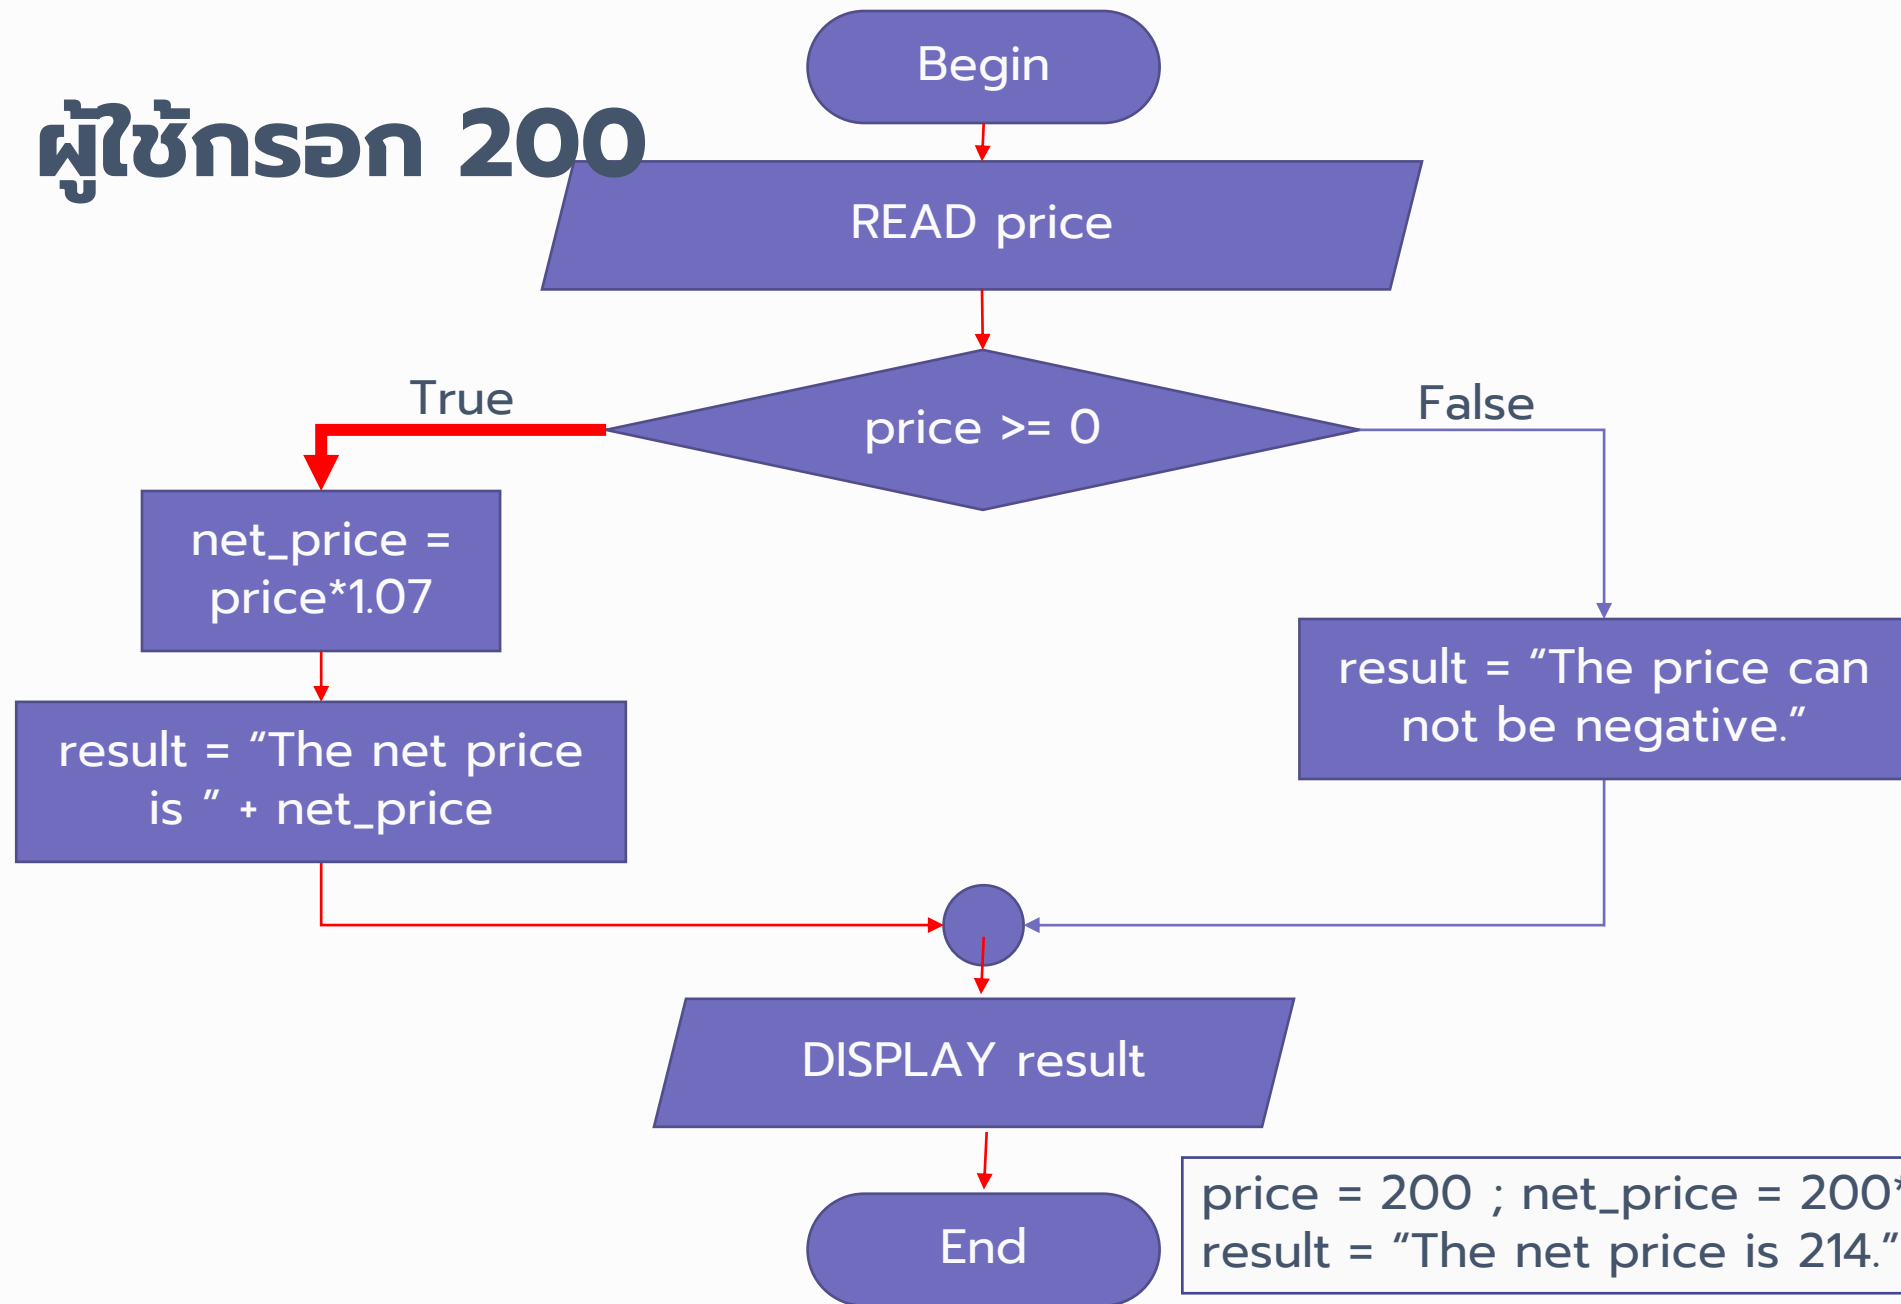 Begin
ผู้ใช้กรอก 200
READ price
True
False
price >= 0
net_price =
price*1.07
result = “The price can
not be negative.”
result = “The net price
is ” + net_price
DISPLAY result
price = 200 ; net_price = 200*
result = “The net price is 214.”
End